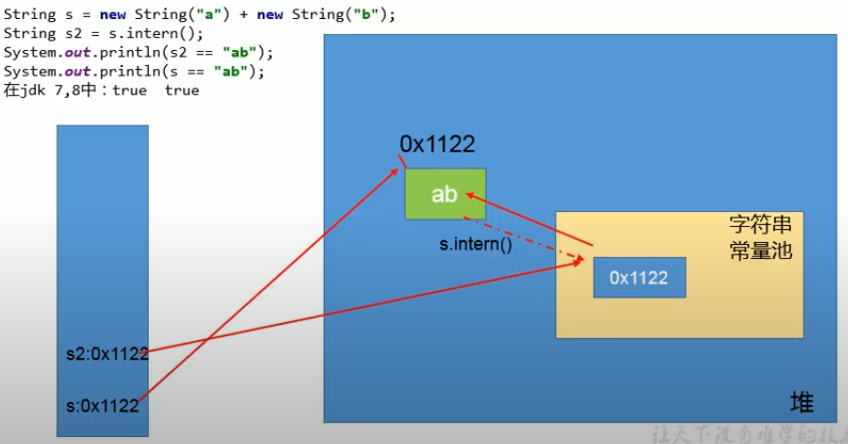 String s = new String("a") + new String("b");
String s2 = s.intern();
System.out.println(s2 == "ab");
System.out.println(s == "ab");
在jdk 7,8中：true  true
0x1122
ab
s.intern()
字符串
常量池
0x1122
s2:0x1122
s:0x1122
堆
让天下没有难学的技术